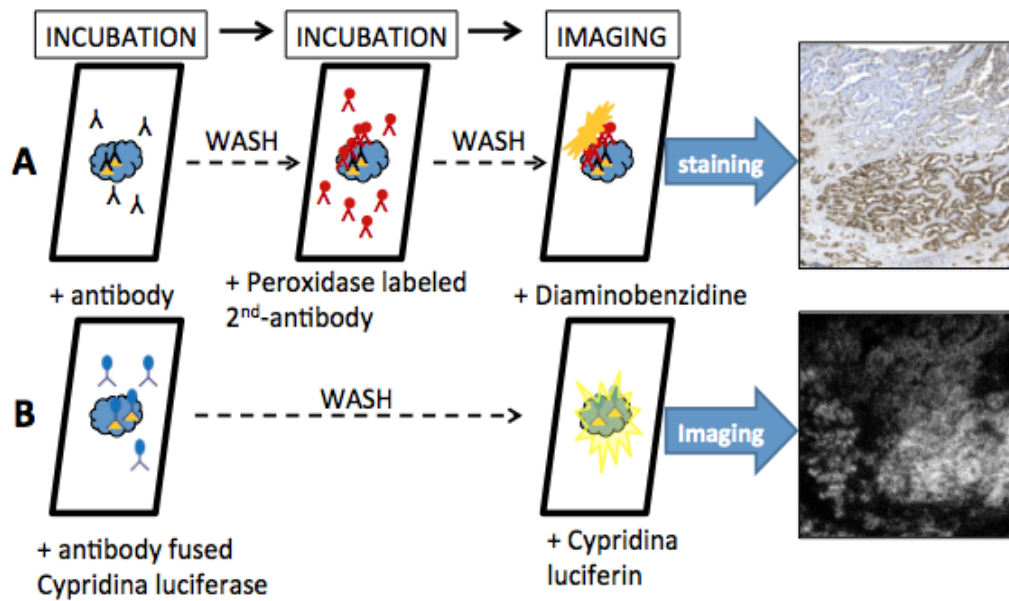 INCUBATION
INCUBATION
IMAGING
A
WASH
WASH
staining
+ antibody
+ Peroxidase labeled
2nd-antibody
+ Diaminobenzidine
B
WASH
Imaging
+ antibody fused
Cypridina luciferase
+ Cypridina
luciferin